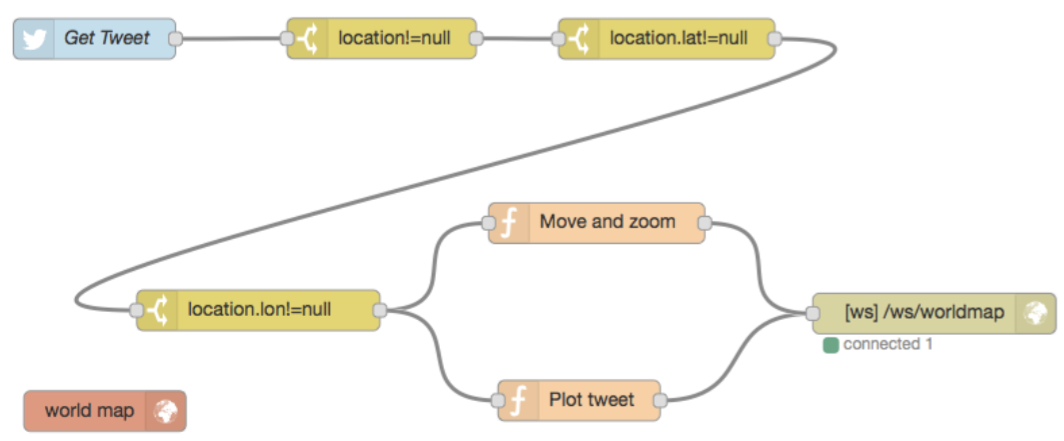 Get Tweet
location!=null
location.lat!=null
Move and zoom
location.lon!=null
[ws] /ws/worldmap
connected 1
Plot tweet
world map